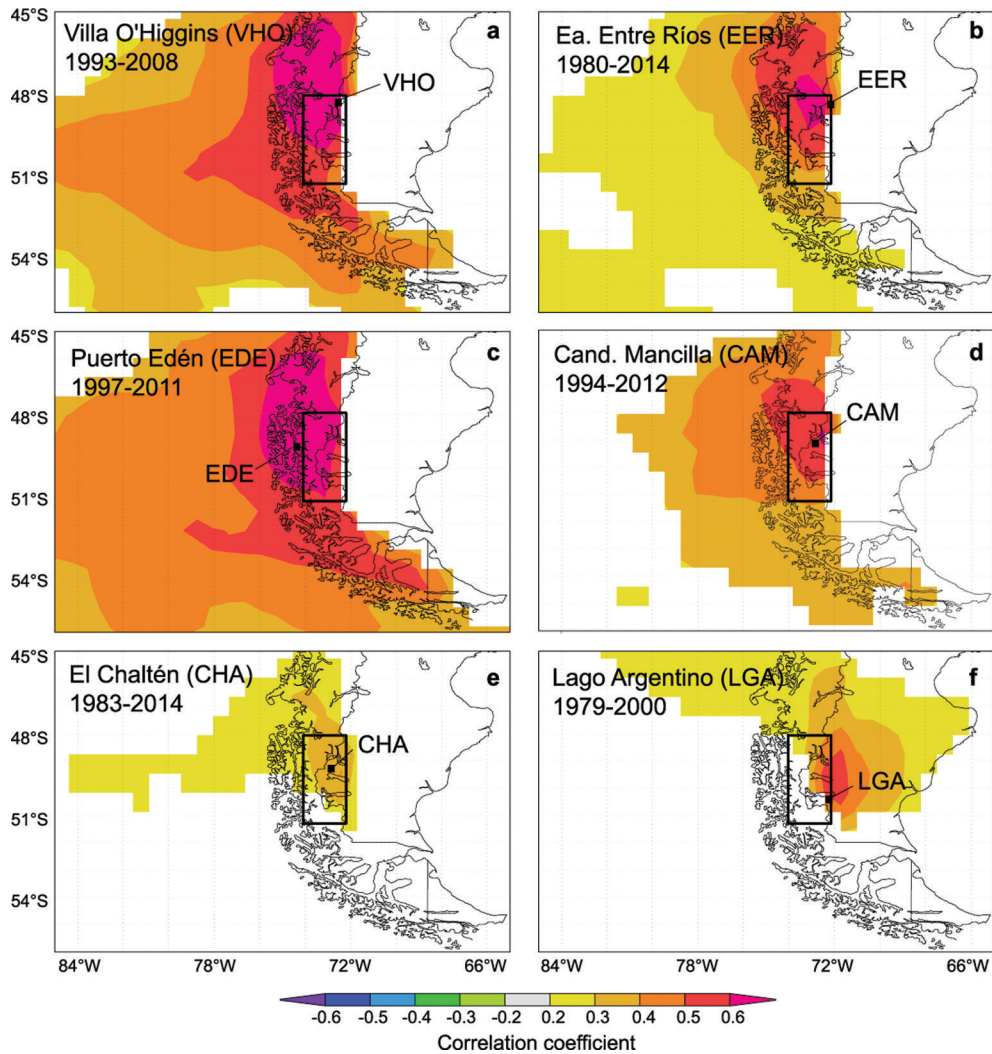 45°S
48°S
51°S
54°S
Villa O'Higgins (VHO)
1993-2008
a
VHO
Ea. Entre Ríos (EER)
1980-2014
b
EER
45°S
48°S
51°S
54°S
Puerto Edén (EDE)
1997-2011
c
EDE
Cand. Mancilla (CAM)
1994-2012
d
CAM
45°S
48°S
51°S
54°S
El Chaltén (CHA)
1983-2014
e
CHA
Lago Argentino (LGA)
1979-2000
f
LGA
84°W 78°W 72°W 66°W
78°W 72°W 66°W
-0.6 -0.5 -0.4 -0.3 -0.2 0.2 0.3 0.4 0.5 0.6
Correlation coefficient